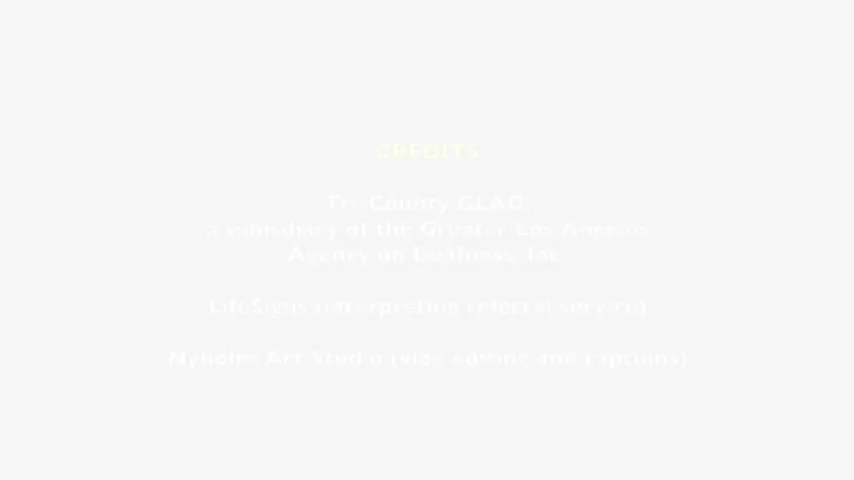 CREDITS
Tri-County GLAD,
a subsidiary of the Greater Los Angeles
Agency on Deafness, Inc
LifeSigns (interpreting referral service)
Nyholm Art Studio (video editing and captions)